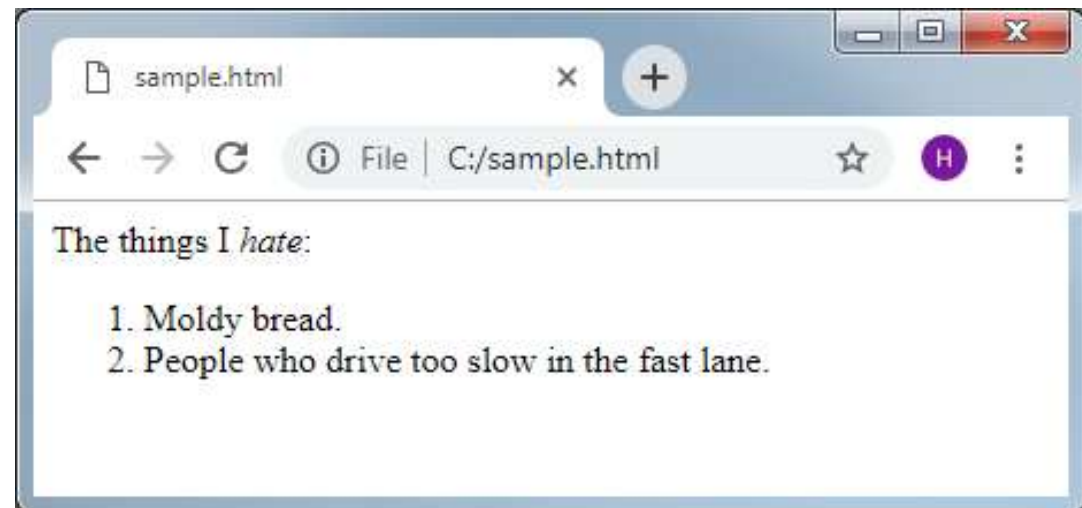 sample.html
File | C:/sample.html
H
The things I hate:
1. Moldy bread.
2. People who drive too slow in the fast lane.